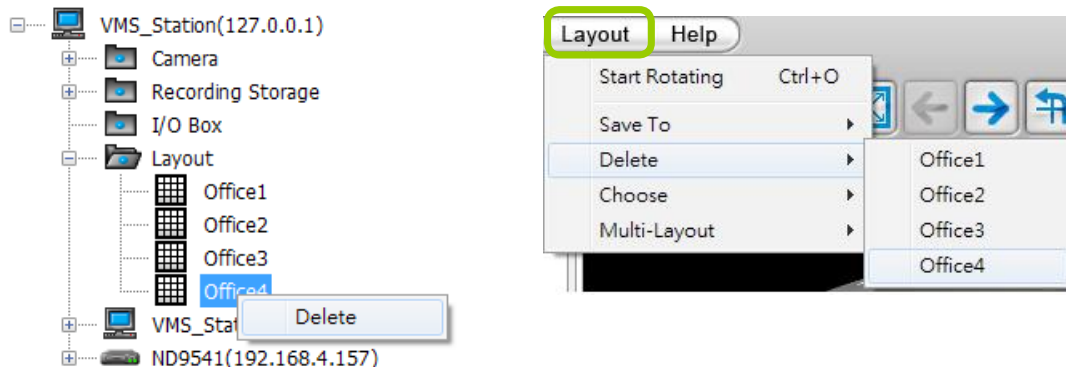 VMS_Station(127.0.0.1)
Camera
Recording Storage
I/O Box
Layout
Office1
Office2
Office3
Office4
Delete
VMS_Stat
ND9541(192.168.4.157)
Layout Help
Start Rotating Ctrl+O
Save To
Delete
Choose
Multi-Layout
Office1
Office2
Office3
Office4